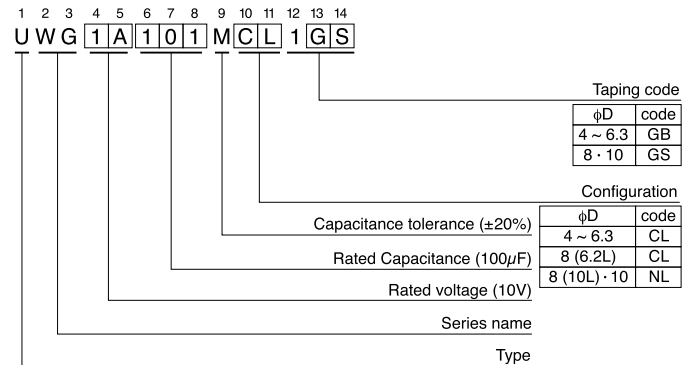 1 2 3 4 5 6 7 8 9 10 11 12 13 14
U W G 1 A 1 0 1 M C L 1 G S
Taping code
ϕD code
4 ~ 6.3 GB
8 · 10 GS
Configuration
ϕD code
4 ~ 6.3 CL
8 (6.2L) CL
8 (10L) · 10 NL
Capacitance tolerance (±20%)
Rated Capacitance (100µF)
Rated voltage (10V)
Series name
Type